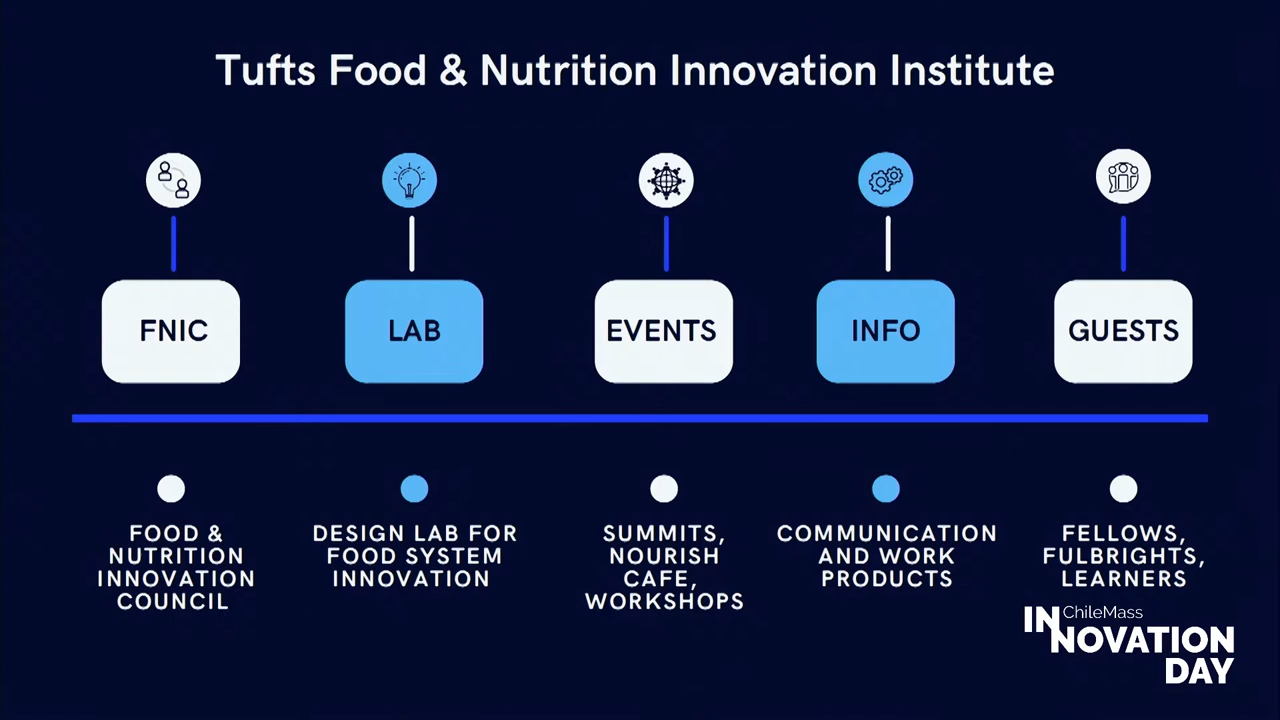 Tufts Food & Nutrition Innovation Institute
FNIC
LAB
EVENTS
INFO
GUESTS
FOOD &
NUTRITION
INNOVATION
COUNCIL
DESIGN LAB FOR
FOOD SYSTEM
INNOVATION
SUMMITS,
NOURISH
CAFE,
WORKSHOPS
COMMUNICATION
AND WORK
PRODUCTS
FELLOWS,
FULBRIGHTS,
LEARNERS
ChileMass
INNOVATION
DAY